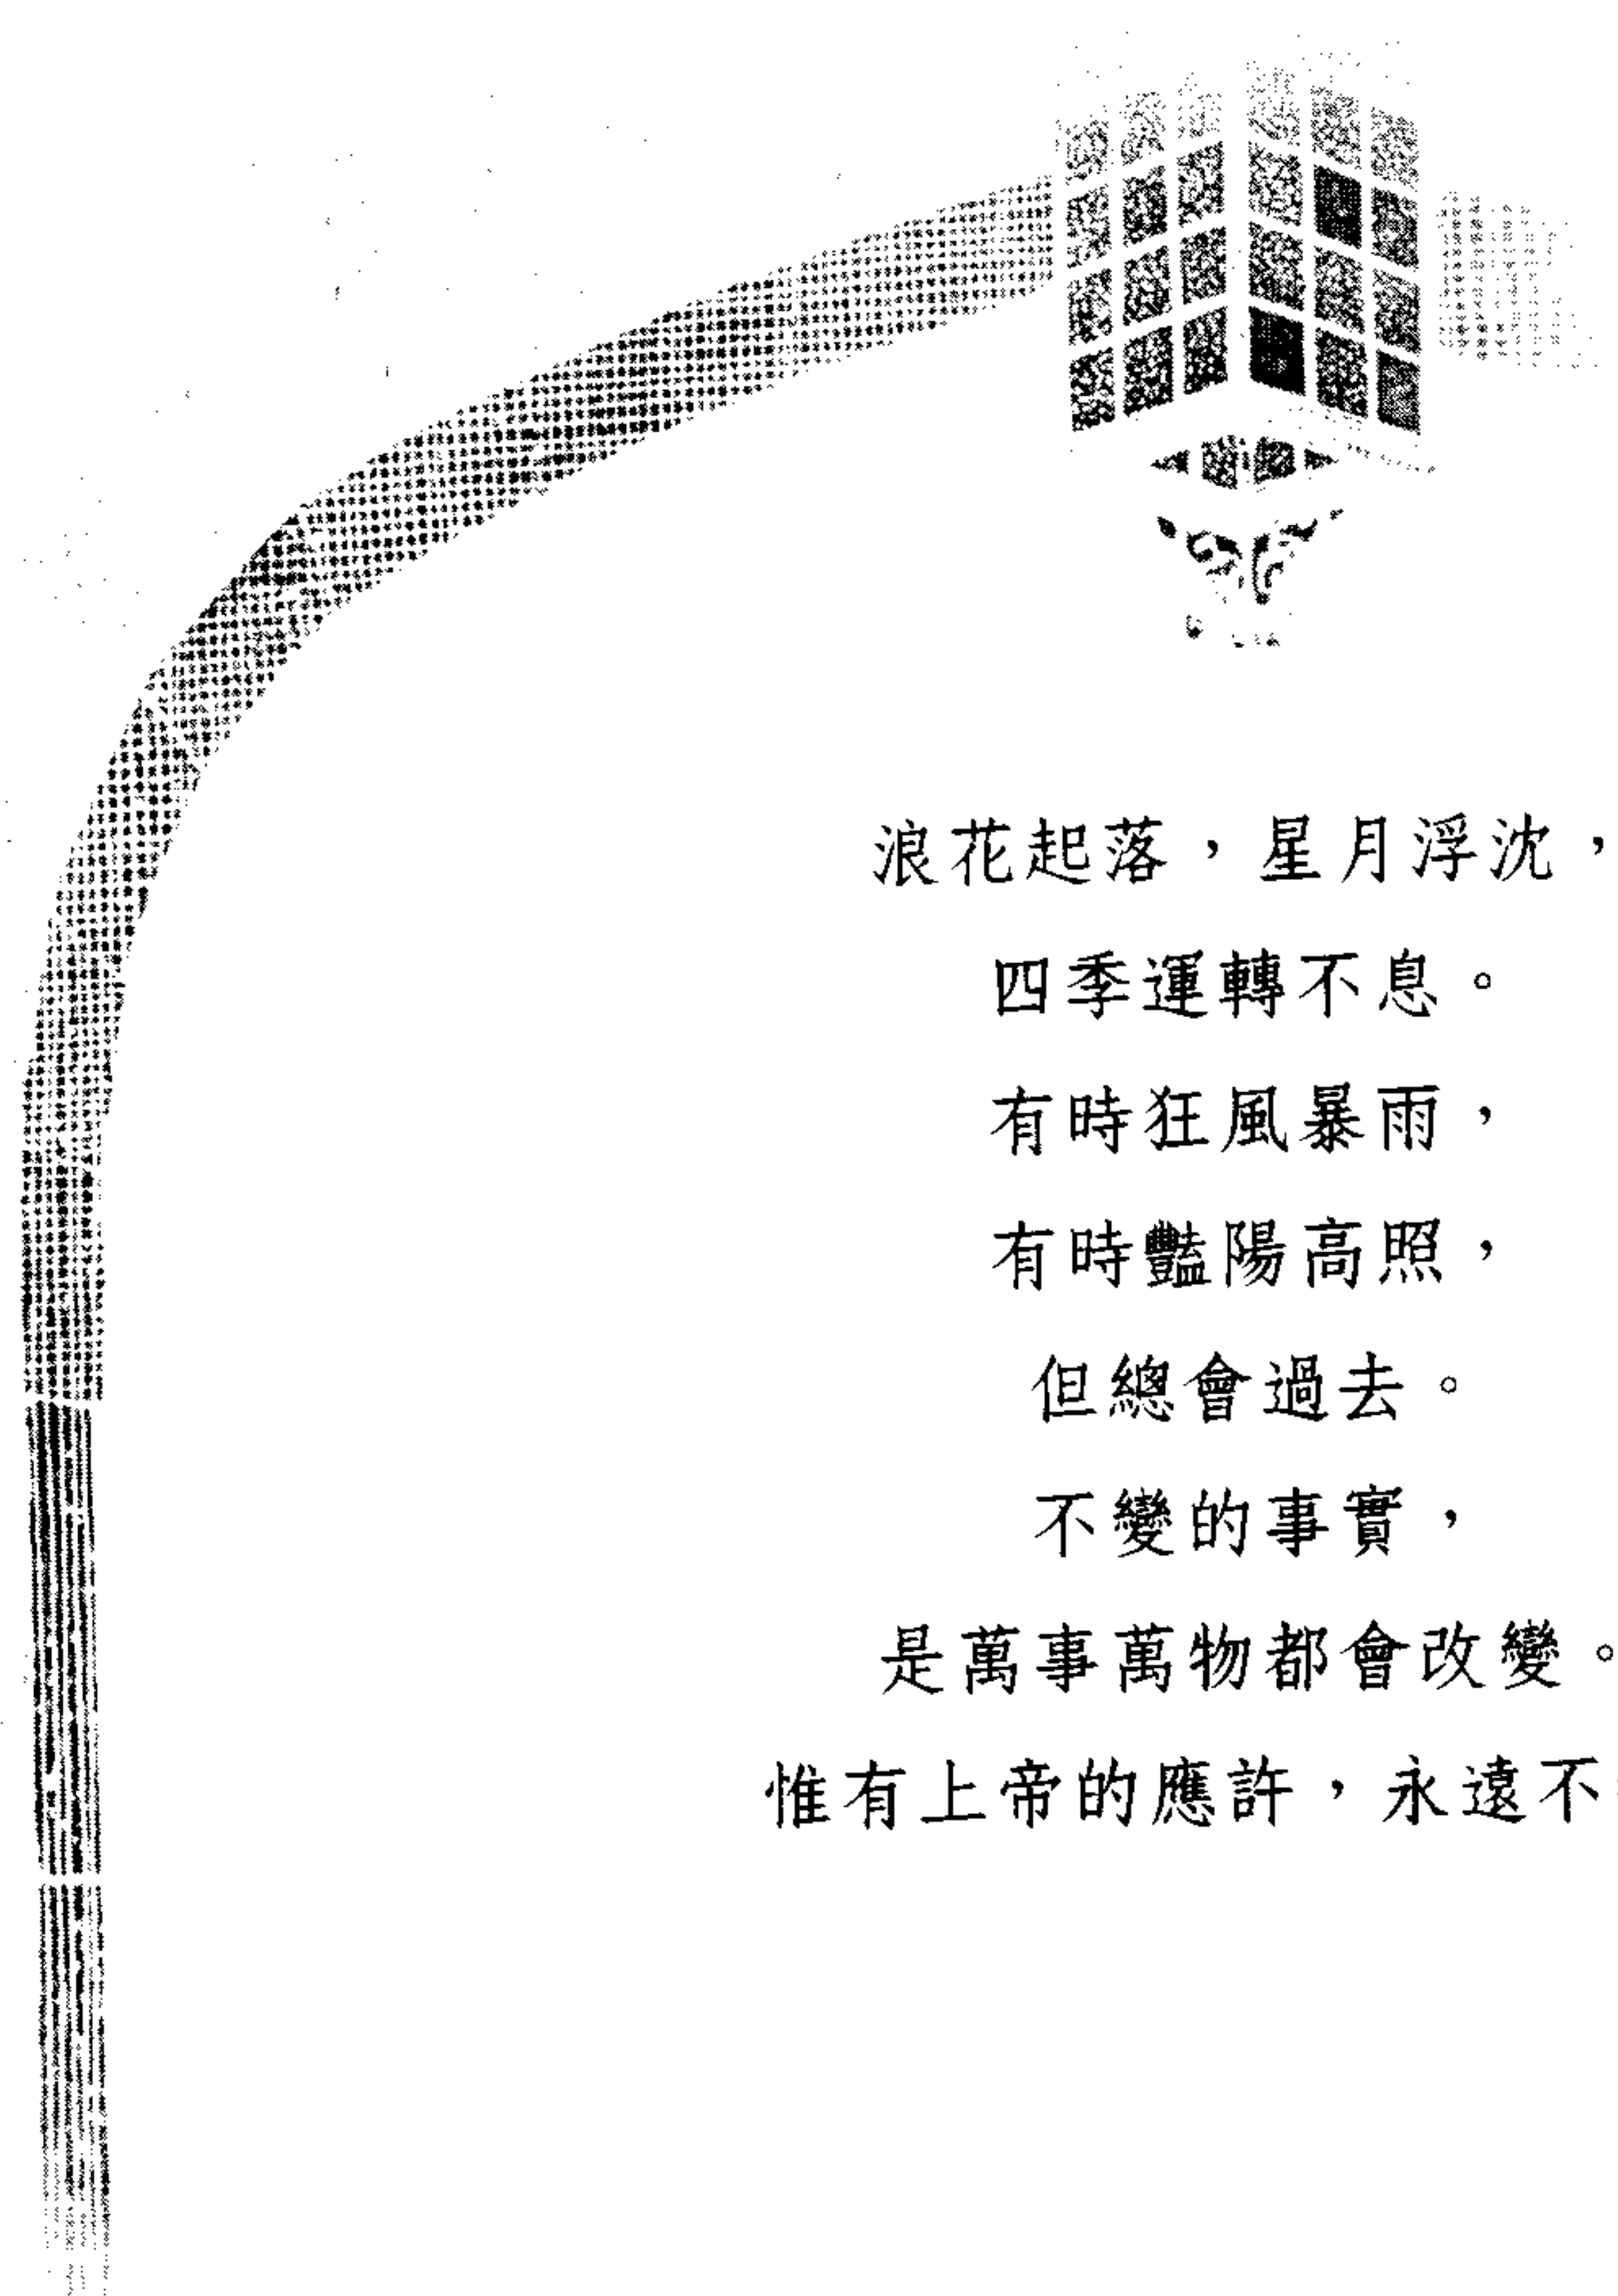 浪花起落，星月浮沈，
四季運轉不息。
有時狂風暴雨，
有時豔陽高照，
但總會過去。
不變的事實，
是萬事萬物都會改變。
惟有上帝的應許，永遠不